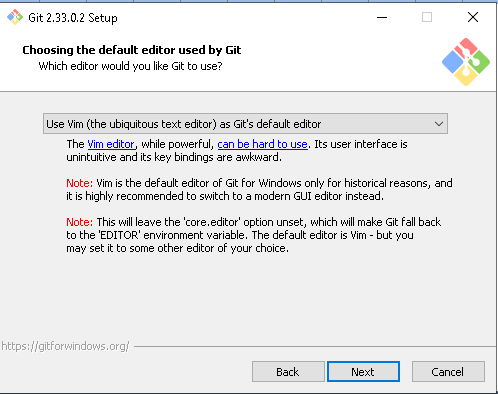 Git 2.33.0.2 Setup
Choosing the default editor used by Git
Which editor would you like Git to use?
Use Vim (the ubiquitous text editor) as Git's default editor
The Vim editor, while powerful, can be hard to use. Its user interface is
unintuitive and its key bindings are awkward.
Note: Vim is the default editor of Git for Windows only for historical reasons, and
it is highly recommended to switch to a modern GUI editor instead.
Note: This will leave the 'core.editor' option unset, which will make Git fall back
to the 'EDITOR' environment variable. The default editor is Vim - but you
may set it to some other editor of your choice.
https://gitforwindows.org/
Back
Next
Cancel